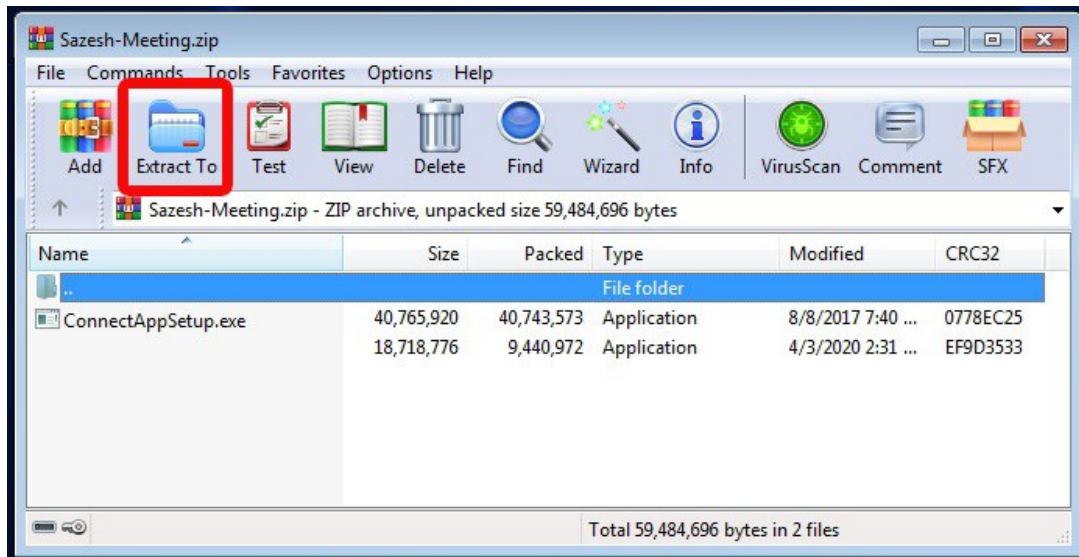 Sazesh-Meeting.zip
File Commands Tools Favorites Options Help
Add Extract To Test View Delete Find Wizard Info VirusScan Comment SFX
Sazesh-Meeting.zip - ZIP archive, unpacked size 59,484,696 bytes
Name Size Packed Type Modified CRC32
.. File folder
ConnectAppSetup.exe 40,765,920 40,743,573 Application 8/8/2017 7:40 ... 0778EC25
18,718,776 9,440,972 Application 4/3/2020 2:31 ... EF9D3533
Total 59,484,696 bytes in 2 files